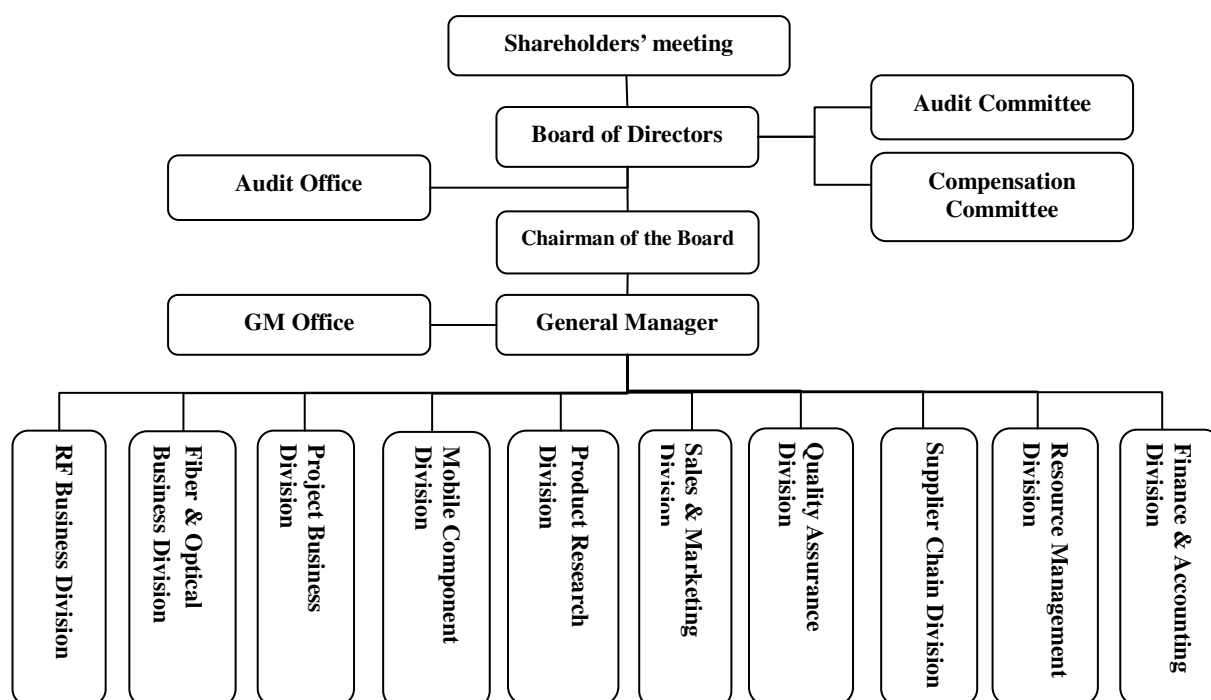 Shareholders' meeting
Board of Directors
Audit Committee
Compensation
Committee
Audit Office
Chairman of the Board
GM Office
General Manager
RF Business Division
Fiber & Optical
Business Division
Project Business
Division
Mobile Component
Division
Product Research
Division
Sales & Marketing
Division
Quality Assurance
Division
Supplier Chain Division
Resource Management
Division
Finance & Accounting
Division